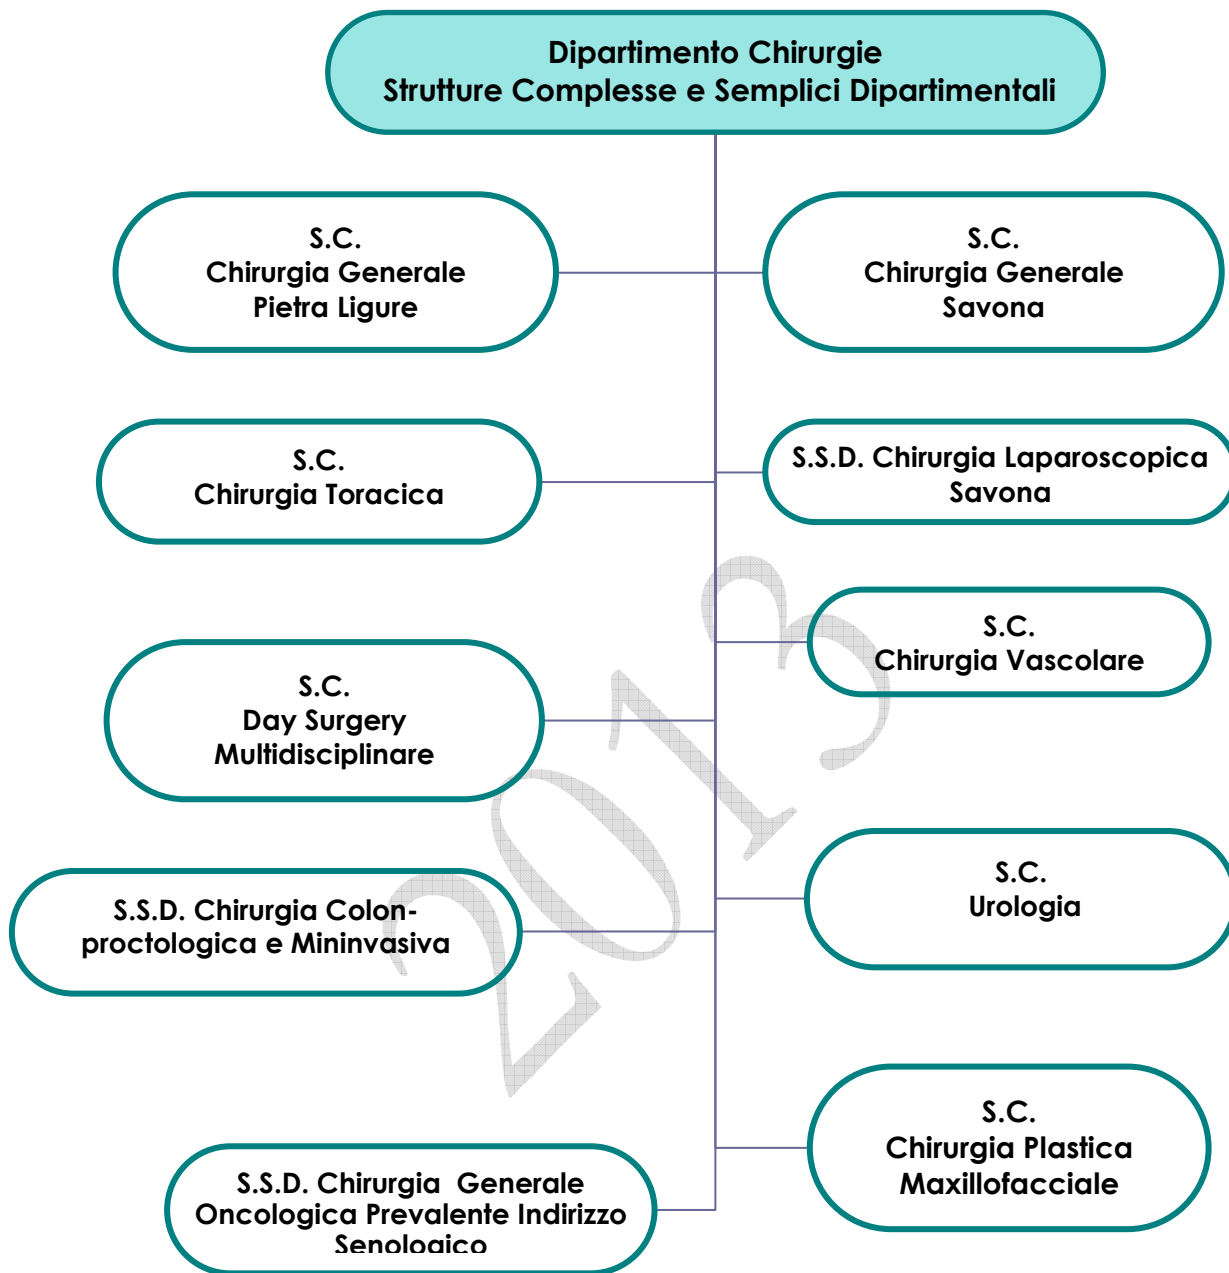 Dipartimento Chirurgie
Strutture Complesse e Semplici Dipartimentali
S.C.
Chirurgia Generale
Pietra Ligure
S.C.
Chirurgia Generale
Savona
S.C.
Chirurgia Toracica
S.S.D. Chirurgia Laparoscopica
Savona
S.C.
Chirurgia Vascolare
S.C.
Day Surgery
Multidisciplinare
2013
S.C.
Urologia
S.S.D. Chirurgia Colon-
proctologica e Mininvasiva
S.C.
Chirurgia Plastica
Maxillofacciale
S.S.D. Chirurgia  Generale
Oncologica Prevalente Indirizzo
Senologico